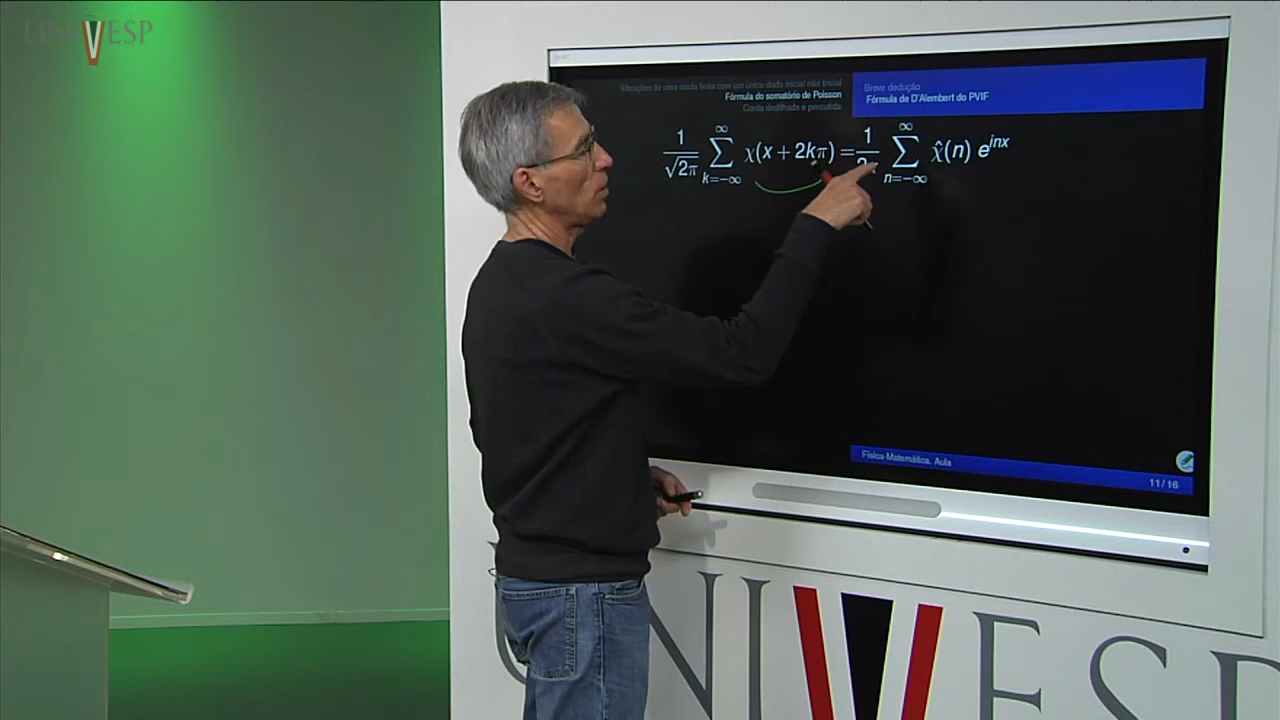 UNIVESP
Vibrações de uma corda finita com um único dado inicial não trivial
Fórmula do somatório de Poisson
Corda dedilhada e percutida
Breve dedução
Fórmula de D'Alembert do PVIF
1/√2π ∑ k=−∞ ∞ χ(x + 2kπ) = 1/ ∑ n=−∞ ∞ χ̂(n) e^inx
Física-Matemática. Aula
11 / 16
UNIVESP